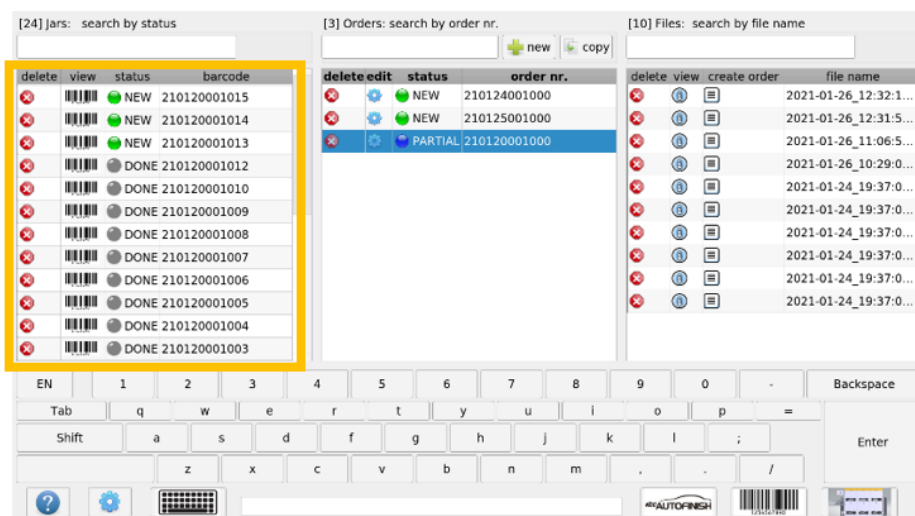 [24] Jars: search by status
[3] Orders: search by order nr.
[10] Files: search by file name
new
copy
delete view status barcode
NEW 210120001015
NEW 210120001014
NEW 210120001013
DONE 210120001012
DONE 210120001010
DONE 210120001009
DONE 210120001008
DONE 210120001007
DONE 210120001006
DONE 210120001005
DONE 210120001004
DONE 210120001003
delete edit status order nr.
NEW 210124001000
NEW 210125001000
PARTIAL 210120001000
delete view create order file name
2021-01-26_12:32:1...
2021-01-26_12:31:5...
2021-01-26_11:06:5...
2021-01-26_10:29:0...
2021-01-24_19:37:0...
2021-01-24_19:37:0...
2021-01-24_19:37:0...
2021-01-24_19:37:0...
2021-01-24_19:37:0...
2021-01-24_19:37:0...
EN 1 2 3 4 5 6 7 8 9 0 - Backspace
Tab q w e r t y u i o p =
Shift a s d f g h j k l ; Enter
z x c v b n m , . /
? AUTOFINISH